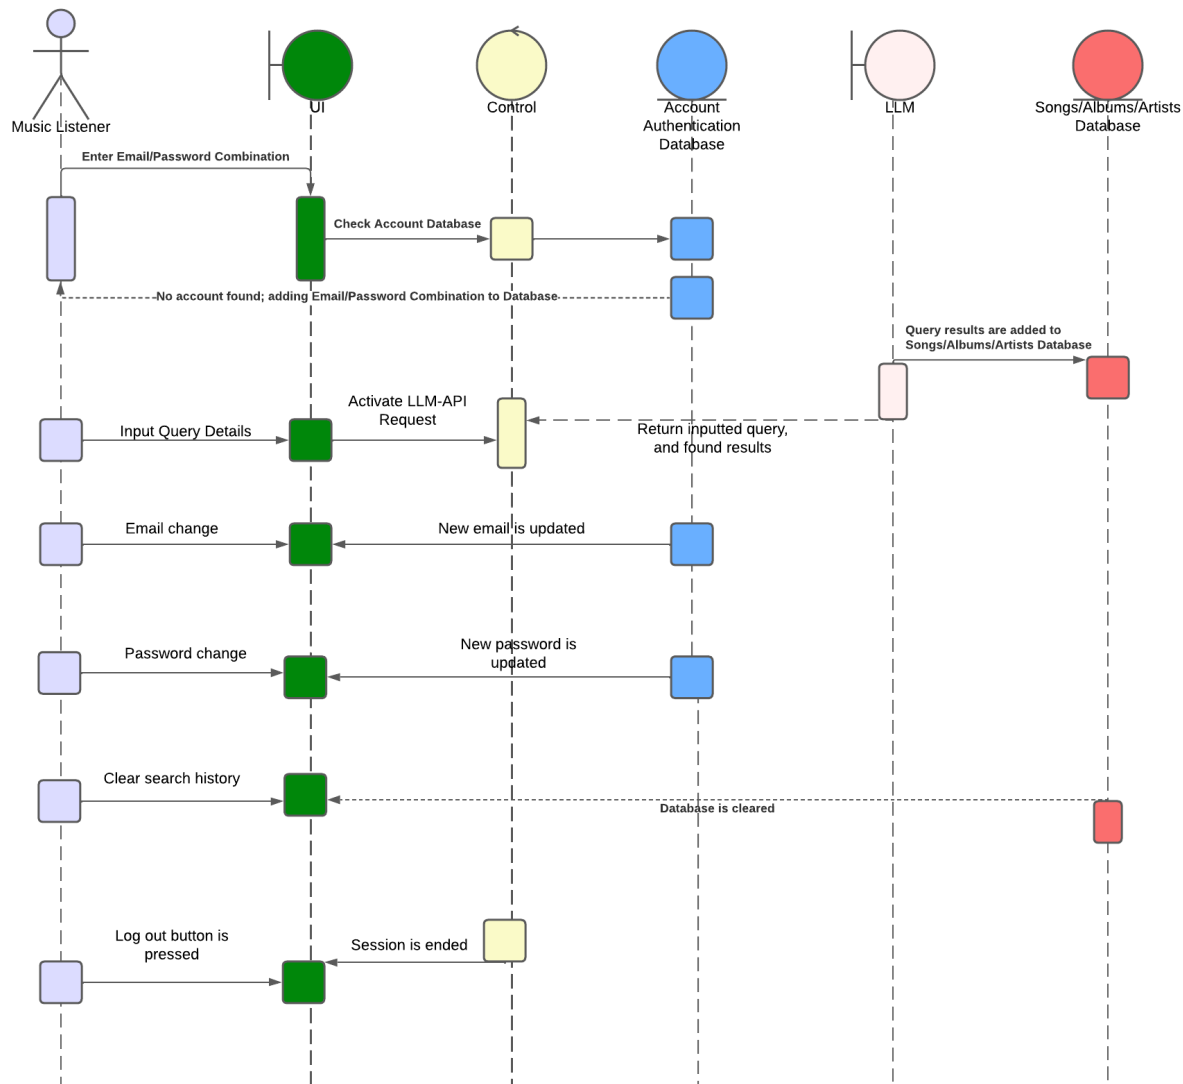 Music Listener
UI
Control
Account
Authentication
Database
LLM
Songs/Albums/Artists
Database
Enter Email/Password Combination
Check Account Database
No account found; adding Email/Password Combination to Database
Query results are added to
Songs/Albums/Artists Database
Activate LLM-API
Request
Input Query Details
Return inputted query,
and found results
Email change
New email is updated
Password change
New password is
updated
Clear search history
Database is cleared
Log out button is
pressed
Session is ended